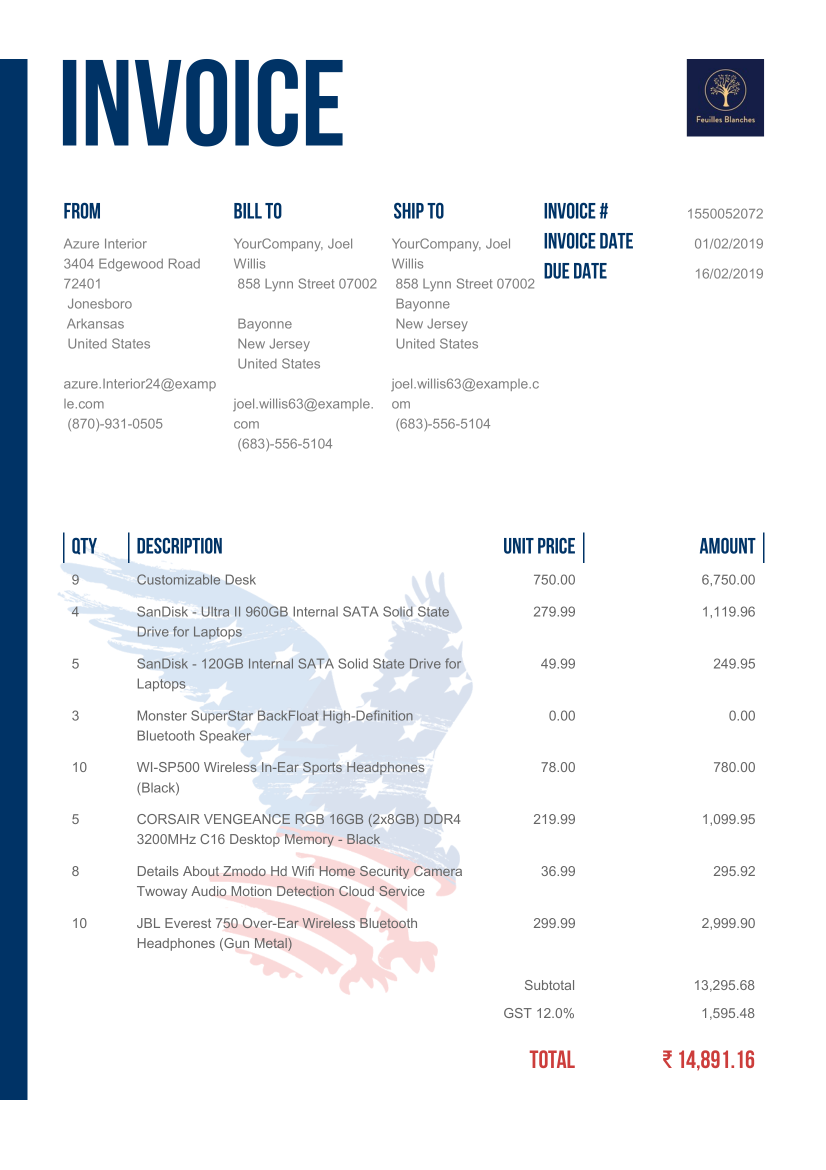 INVOICE
Feuilles Blanches
FROM
Azure Interior
3404 Edgewood Road
72401
Jonesboro
Arkansas
United States
azure.Interior24@examp
le.com
(870)-931-0505
BILL TO
YourCompany, Joel
Willis
858 Lynn Street 07002
Bayonne
New Jersey
United States
joel.willis63@example.
com
(683)-556-5104
SHIP TO
YourCompany, Joel
Willis
858 Lynn Street 07002
Bayonne
New Jersey
United States
joel.willis63@example.c
om
(683)-556-5104
INVOICE # 1550052072
INVOICE DATE 01/02/2019
DUE DATE 16/02/2019
QTY DESCRIPTION UNIT PRICE AMOUNT
9 Customizable Desk 750.00 6,750.00
4 SanDisk - Ultra II 960GB Internal SATA Solid State 279.99 1,119.96
Drive for Laptops
5 SanDisk - 120GB Internal SATA Solid State Drive for 49.99 249.95
Laptops
3 Monster SuperStar BackFloat High-Definition 0.00 0.00
Bluetooth Speaker
10 WI-SP500 Wireless In-Ear Sports Headphones 78.00 780.00
(Black)
5 CORSAIR VENGEANCE RGB 16GB (2x8GB) DDR4 219.99 1,099.95
3200MHz C16 Desktop Memory - Black
8 Details About Zmodo Hd Wifi Home Security Camera 36.99 295.92
Twoway Audio Motion Detection Cloud Service
10 JBL Everest 750 Over-Ear Wireless Bluetooth 299.99 2,999.90
Headphones (Gun Metal)
Subtotal 13,295.68
GST 12.0% 1,595.48
TOTAL ₹ 14,891.16